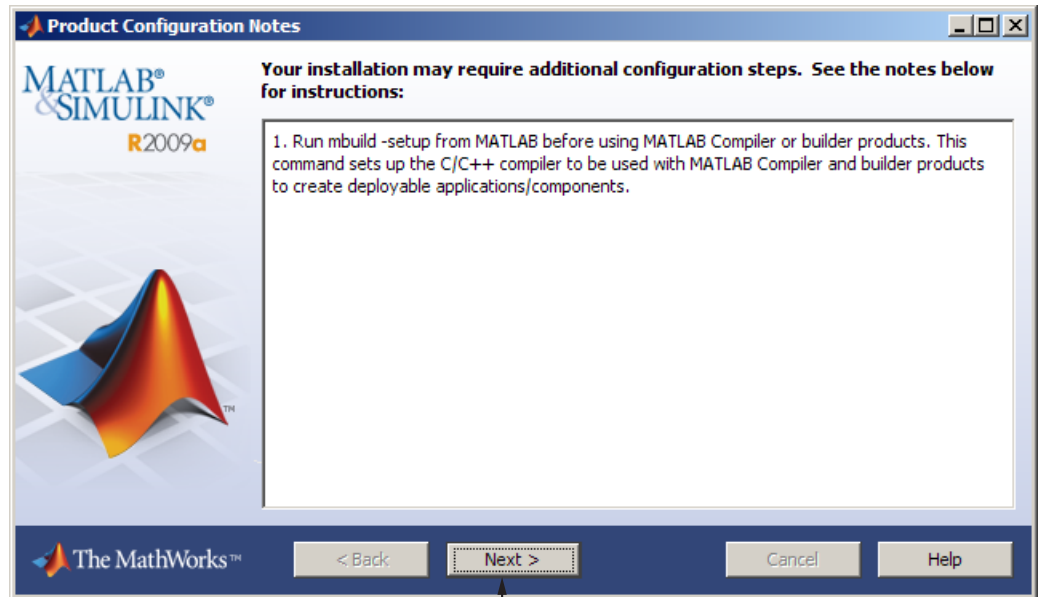 Product Configuration Notes
MATLAB®
&SIMULINK®
R2009a
Your installation may require additional configuration steps. See the notes below
for instructions:
1. Run mbuild -setup from MATLAB before using MATLAB Compiler or builder products. This
command sets up the C/C++ compiler to be used with MATLAB Compiler and builder products
to create deployable applications/components.
TM
The MathWorks™
< Back
Next >
Cancel
Help